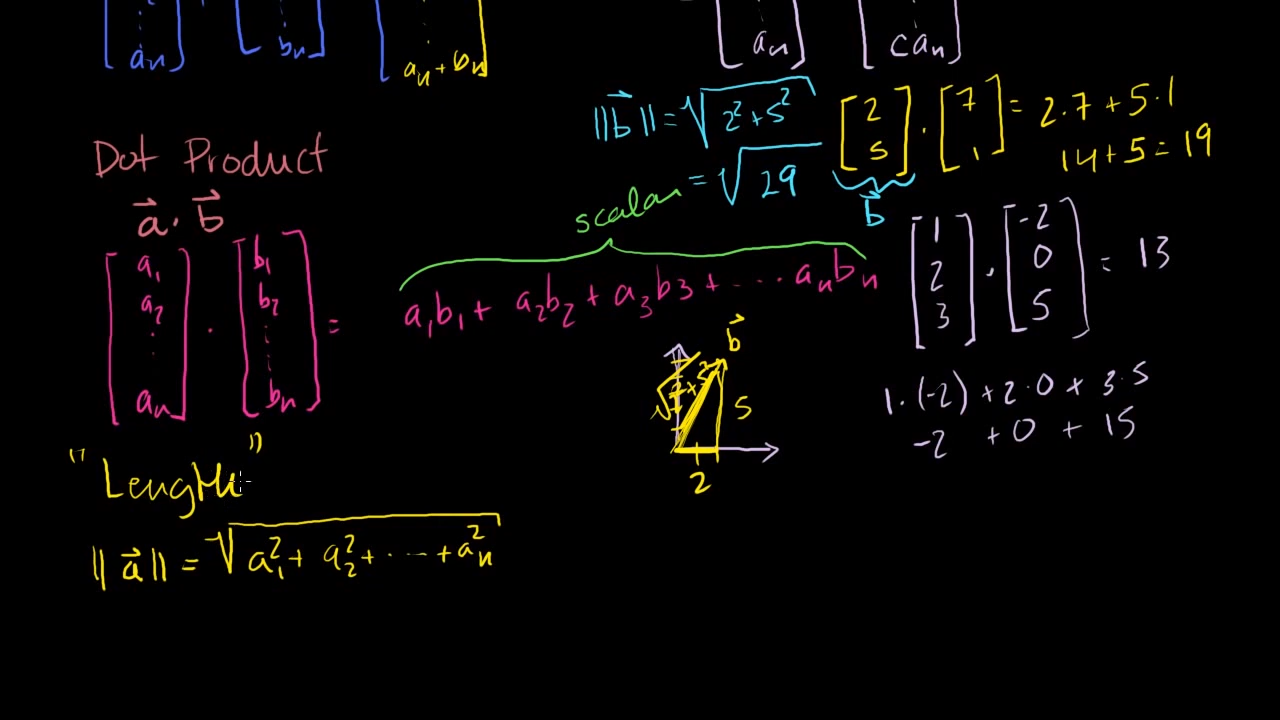 aₙ bₙ aₙ + bₙ aₙ caₙ
Dot Product
a⃗ · b⃗
[a₁ a₂ ⋮ aₙ] · [b₁ b₂ ⋮ bₙ] = a₁b₁ + a₂b₂ + a₃b₃ + ··· aₙbₙ
scalar
"Length"
||a⃗|| = √(a₁² + a₂² + ··· + aₙ²)
||b⃗|| = √(2² + 5²)
= √29
[2 5] · [7 1] = 2·7 + 5·1
14 + 5 = 19
b⃗
[1 2 3] · [-2 0 5] = 13
1·(-2) + 2·0 + 3·5
-2 + 0 + 15
b⃗
5
2